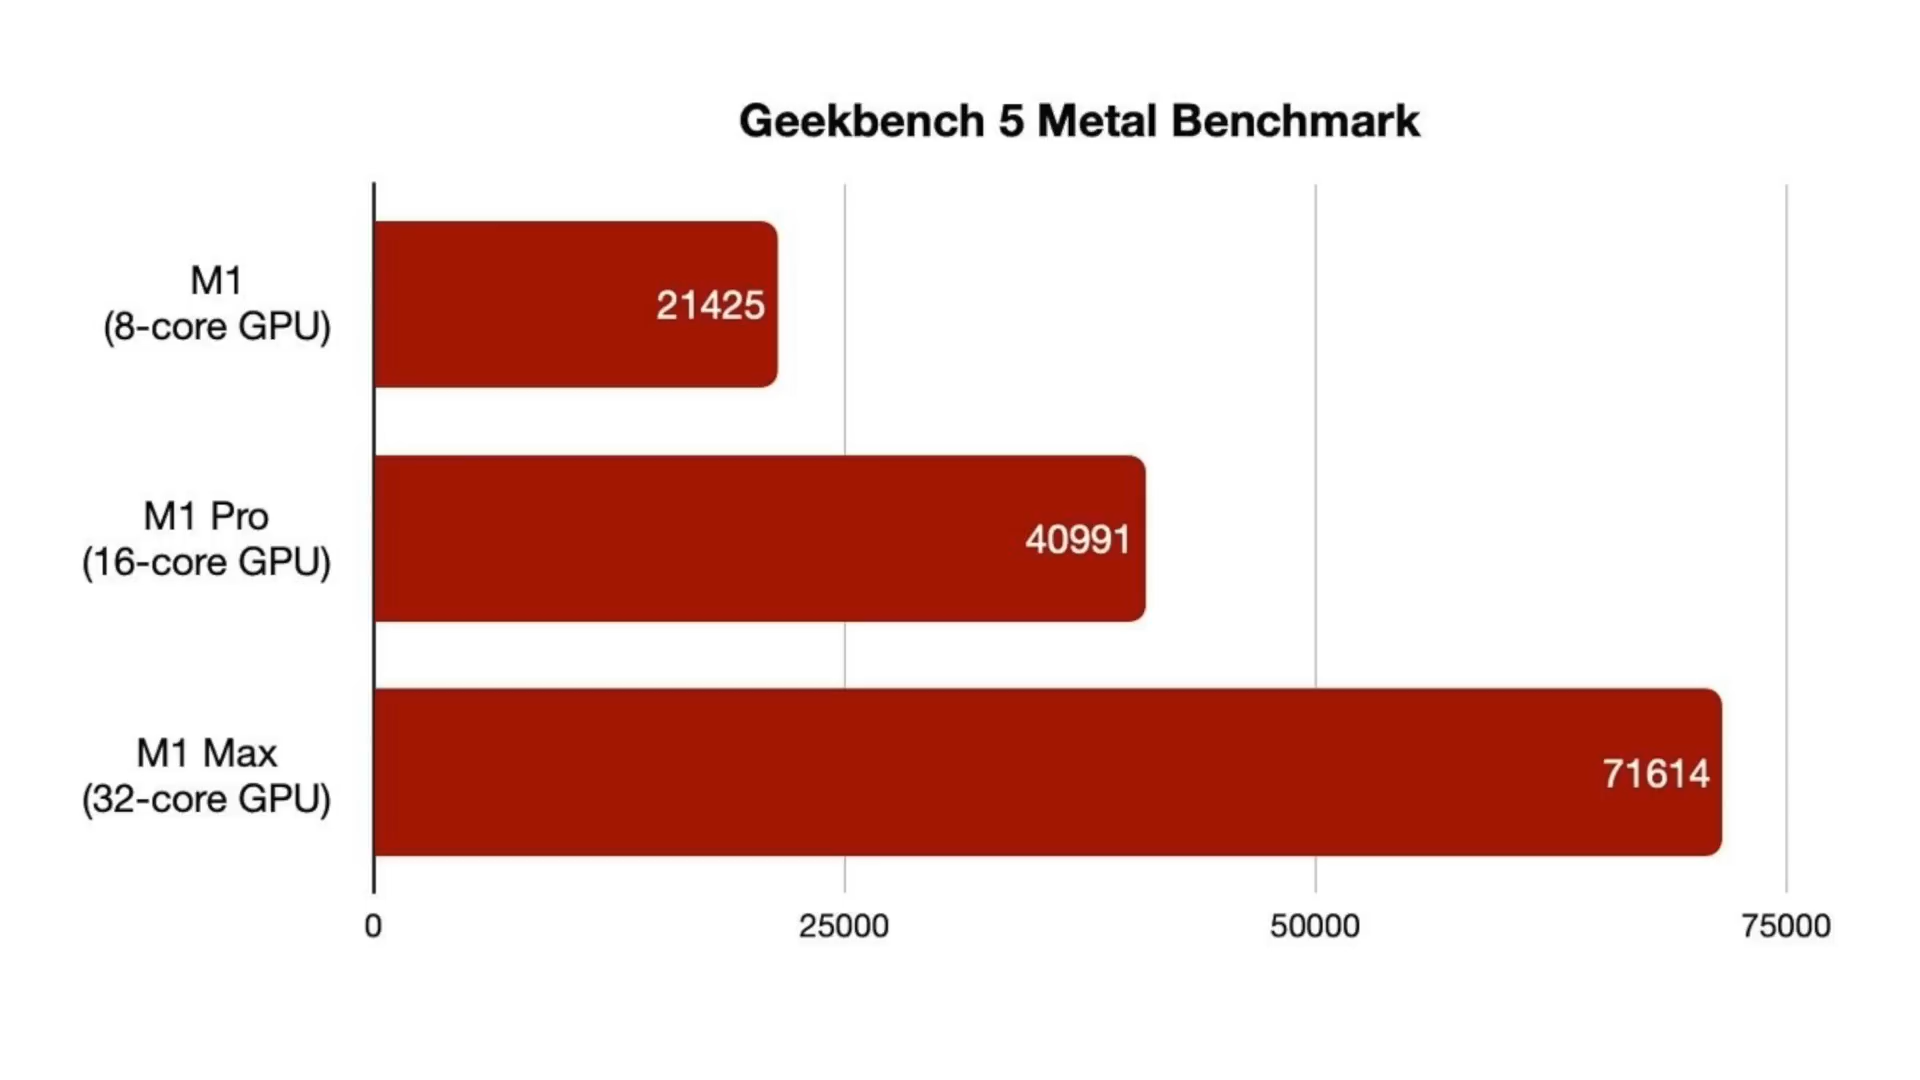 Geekbench 5 Metal Benchmark
M1
(8-core GPU)
21425
M1 Pro
(16-core GPU)
40991
M1 Max
(32-core GPU)
71614
0
25000
50000
75000